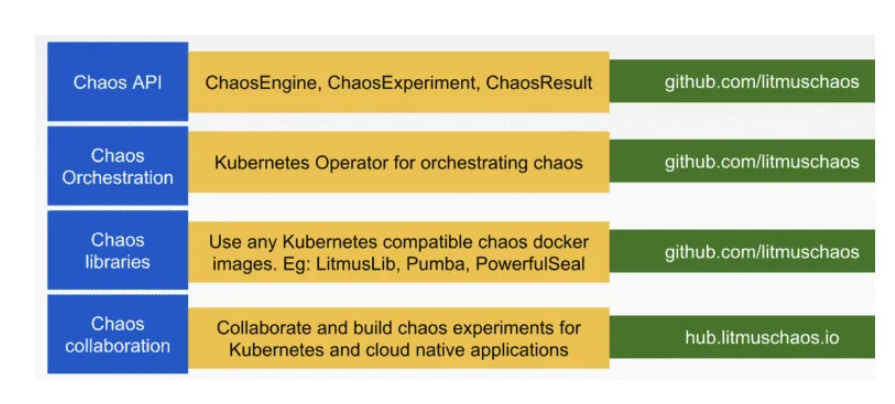 Chaos API
ChaosEngine, ChaosExperiment, ChaosResult
github.com/litmuschaos
Chaos
Orchestration
Kubernetes Operator for orchestrating chaos
github.com/litmuschaos
Chaos
libraries
Use any Kubernetes compatible chaos docker
images. Eg: LitmusLib, Pumba, PowerfulSeal
github.com/litmuschaos
Chaos
collaboration
Collaborate and build chaos experiments for
Kubernetes and cloud native applications
hub.litmuschaos.io